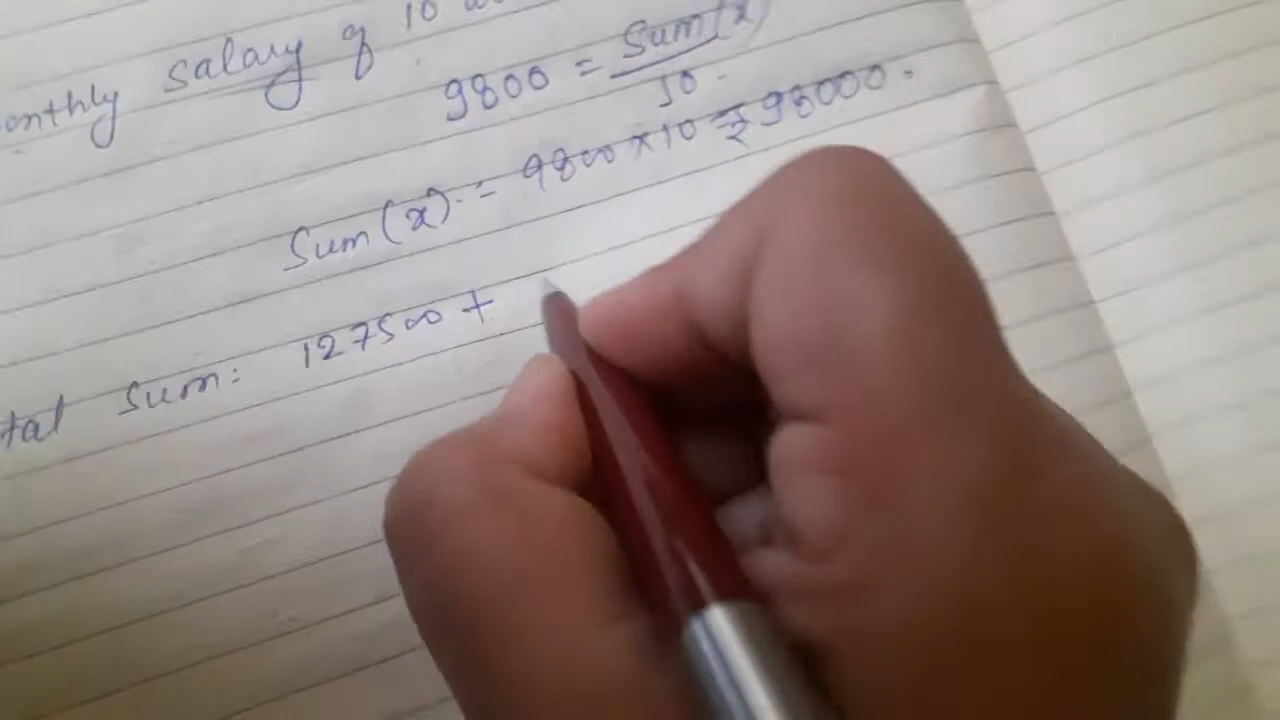 onthly salary of 10
9800 = Sum(x)
10.
Sum(x). = 9800 x 10 = ₹98000.
tal Sum: 127500 +